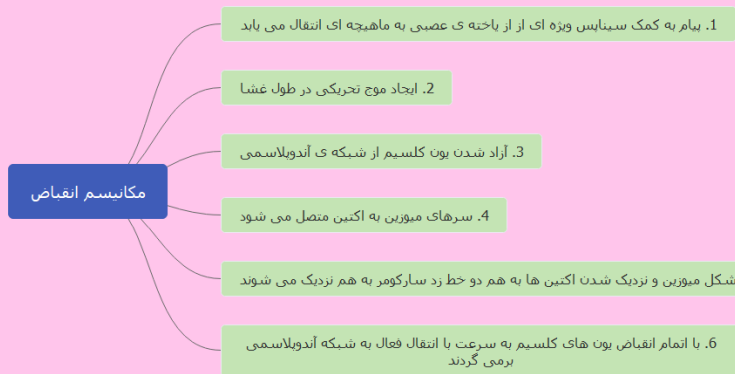 مکانیسم انقباض
1. پیام به کمک سیناپس ویژه ای از از یاخته ی عصبی به ماهیچه ای انتقال می یابد
2. ایجاد موج تحریکی در طول غشا
3. آزاد شدن یون کلسیم از شبکه ی آندوپلاسمی
4. سرهای میوزین به اکتین متصل می شود
شکل میوزین و نزدیک شدن اکتین ها به هم دو خط زد سارکومر به هم نزدیک می شوند
6. با اتمام انقباض یون های کلسیم به سرعت با انتقال فعال به شبکه آندوپلاسمی
برمی گردند